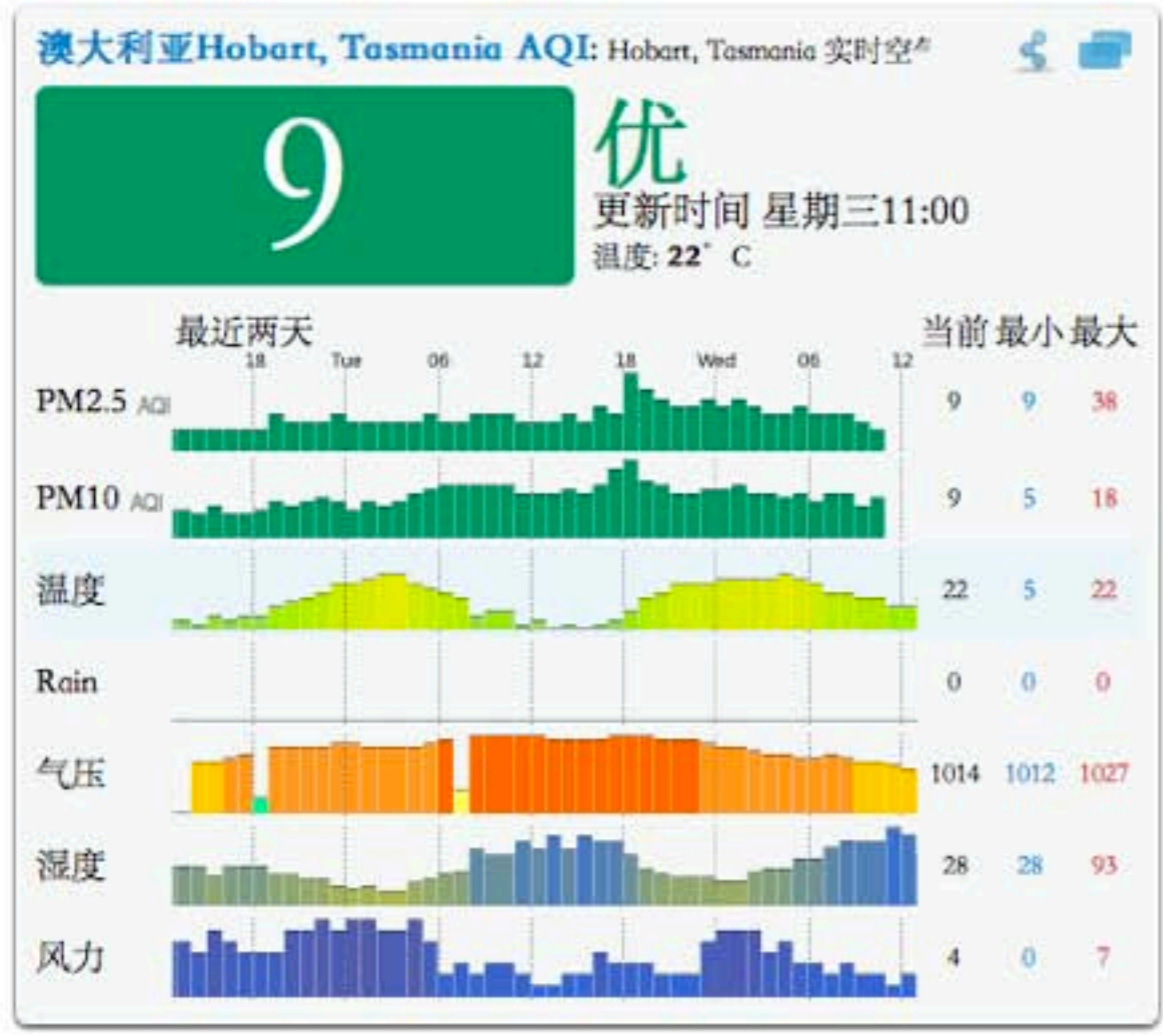 澳大利亚Hobart, Tasmania AQI: Hobart, Tasmania 实时空
9
优
更新时间 星期三11:00
温度: 22° C
最近两天 当前 最小 最大
18 Tue 06 12 18 Wed 06 12
PM2.5 AQI 9 9 38
PM10 AQI 9 5 18
温度 22 5 22
Rain 0 0 0
气压 1014 1012 1027
湿度 28 28 93
风力 4 0 7